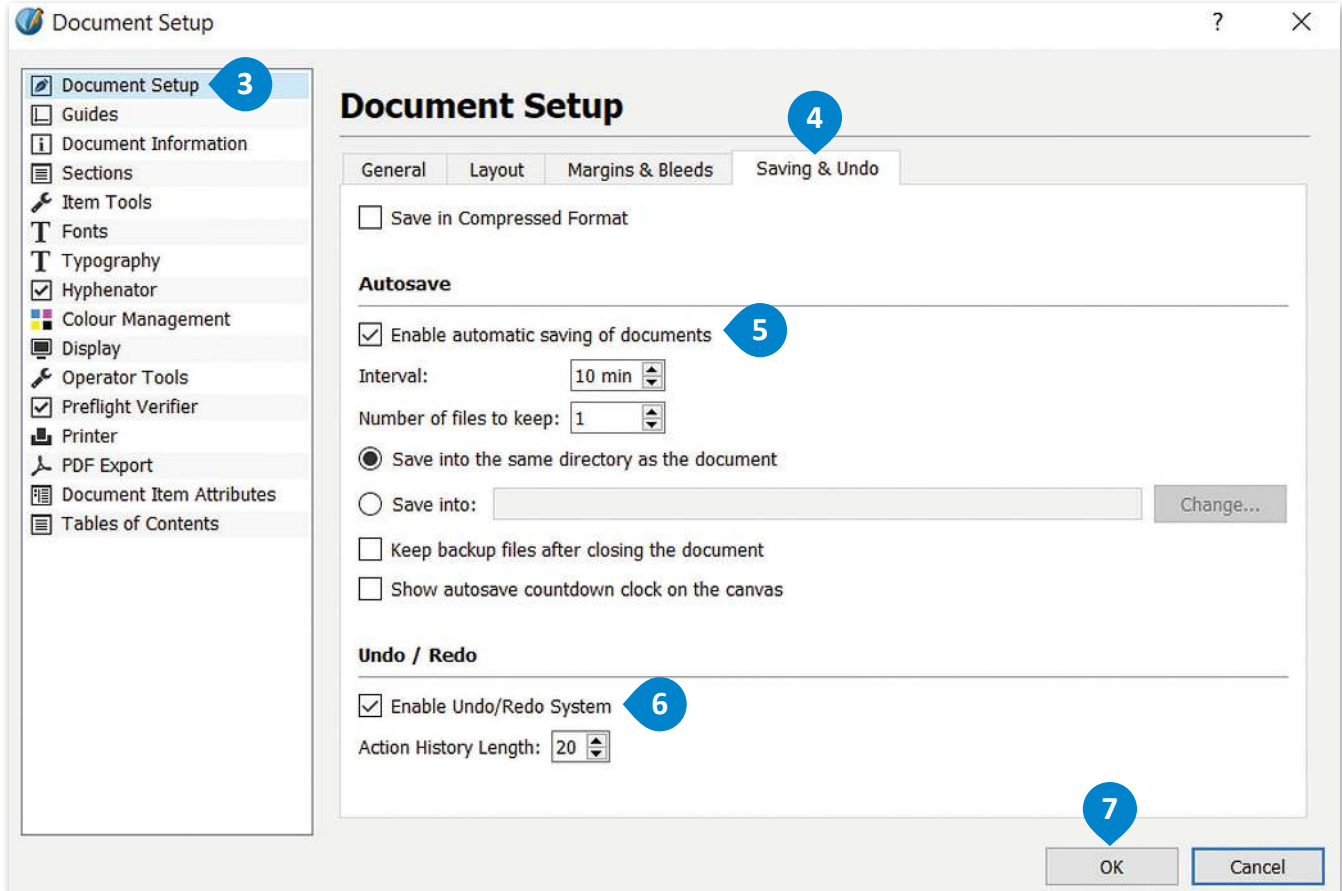 Document Setup
?
Document Setup 3
Guides
Document Information
Sections
Item Tools
Fonts
Typography
Hyphenator
Colour Management
Display
Operator Tools
Preflight Verifier
Printer
PDF Export
Document Item Attributes
Tables of Contents
Document Setup
4
General Layout Margins & Bleeds Saving & Undo
Save in Compressed Format
Autosave
Enable automatic saving of documents 5
Interval: 10 min
Number of files to keep: 1
Save into the same directory as the document
Save into: Change...
Keep backup files after closing the document
Show autosave countdown clock on the canvas
Undo / Redo
Enable Undo/Redo System 6
Action History Length: 20
7
OK Cancel